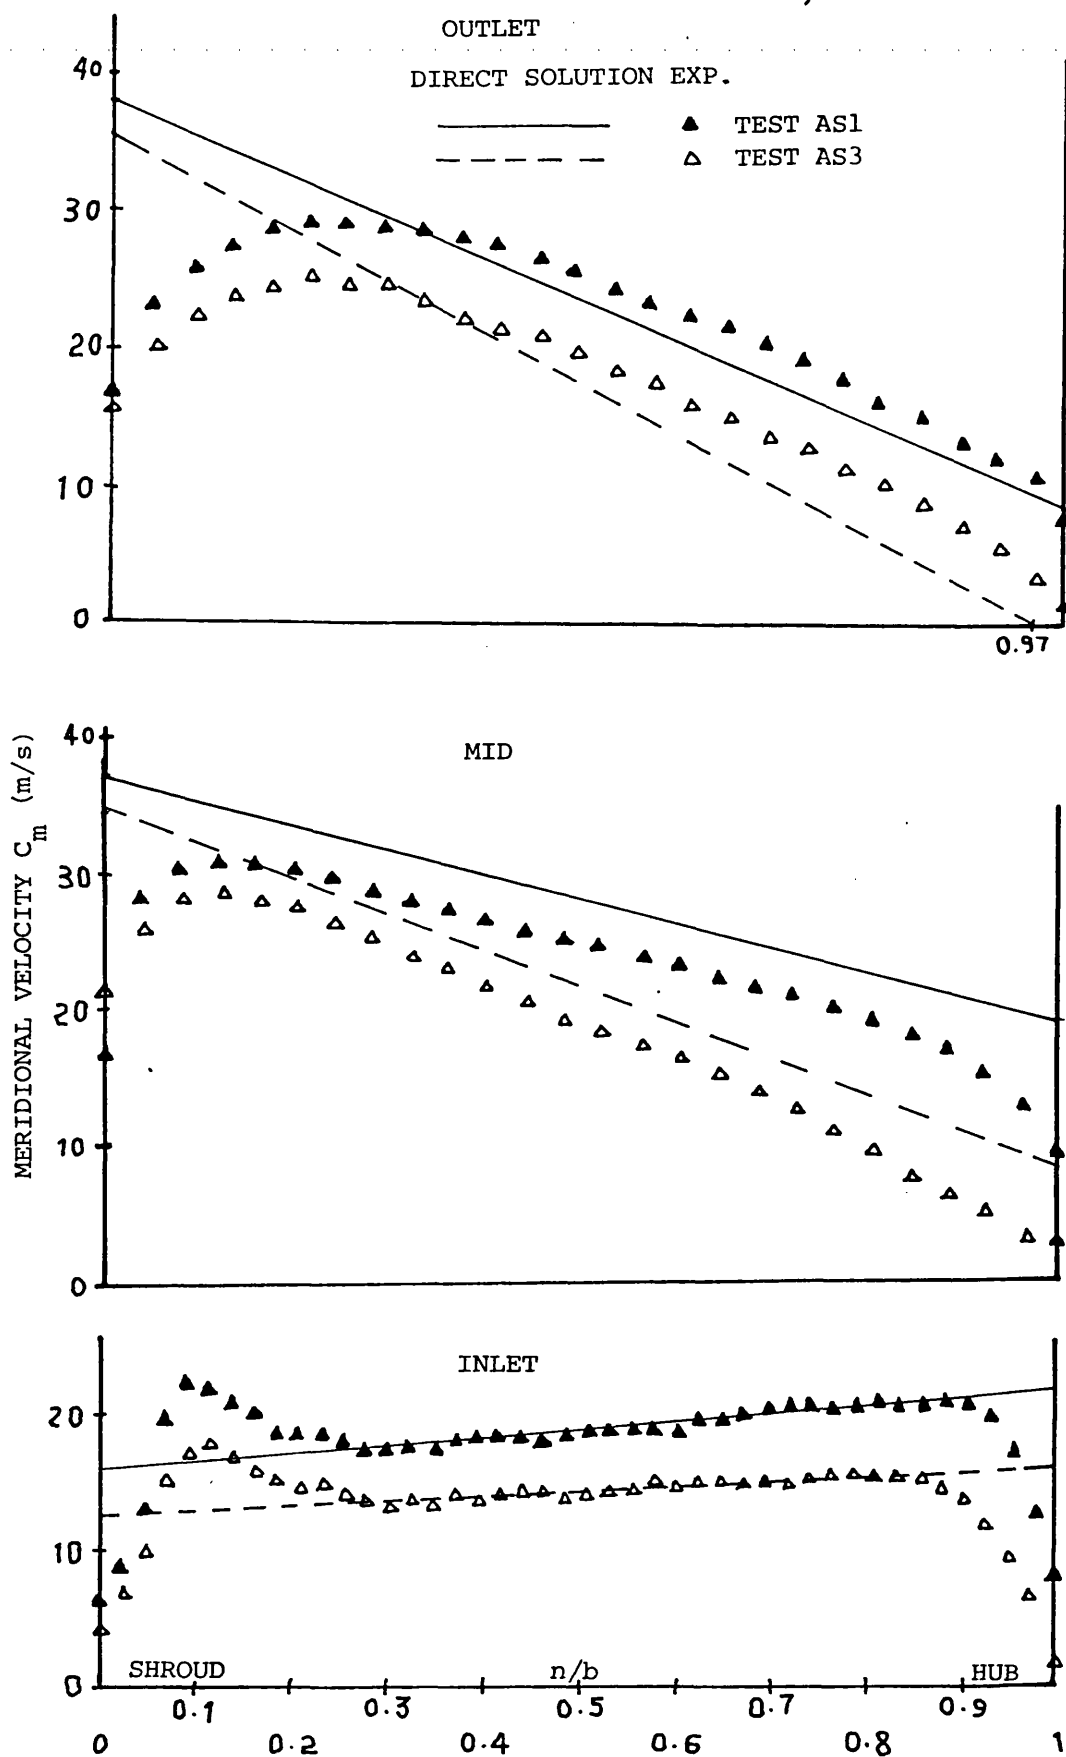 OUTLET
40
DIRECT SOLUTION EXP.
TEST AS1
TEST AS3
30
20
10
0
0.97
MERIDIONAL VELOCITY Cm (m/s)
40
MID
30
20
10
0
INLET
20
10
0
SHROUD n/b HUB
0.1 0.3 0.5 0.7 0.9
0 0.2 0.4 0.6 0.8 1